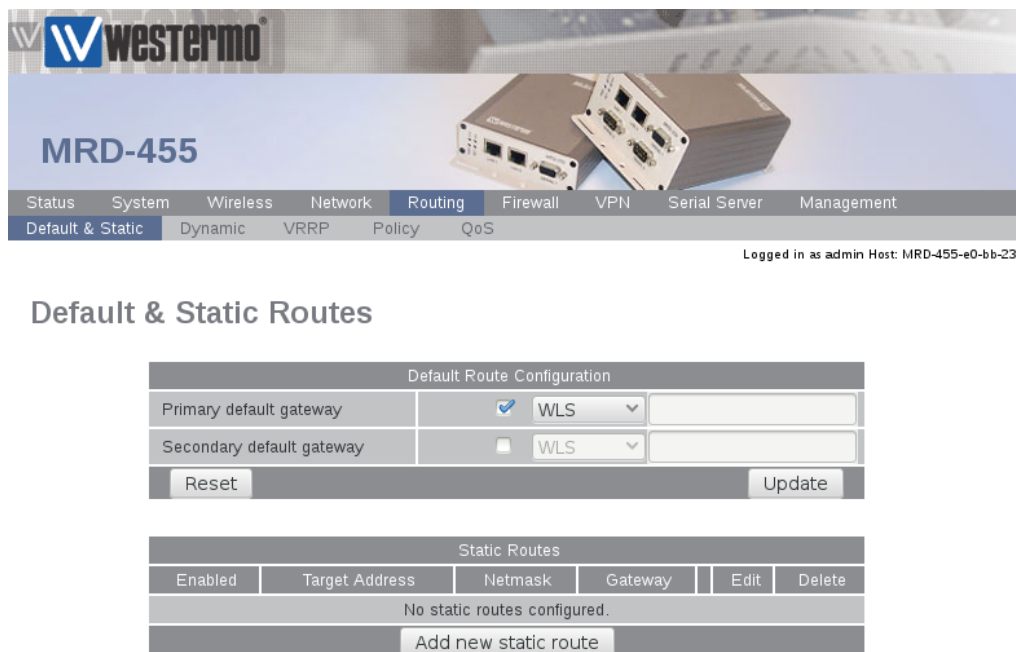 westermo
MRD-455
Status System Wireless Network Routing Firewall VPN Serial Server Management
Default & Static Dynamic VRRP Policy QoS
Logged in as admin Host: MRD-455-e0-bb-23
Default & Static Routes
Default Route Configuration
Primary default gateway WLS
Secondary default gateway WLS
Reset Update
Static Routes
Enabled Target Address Netmask Gateway Edit Delete
No static routes configured.
Add new static route